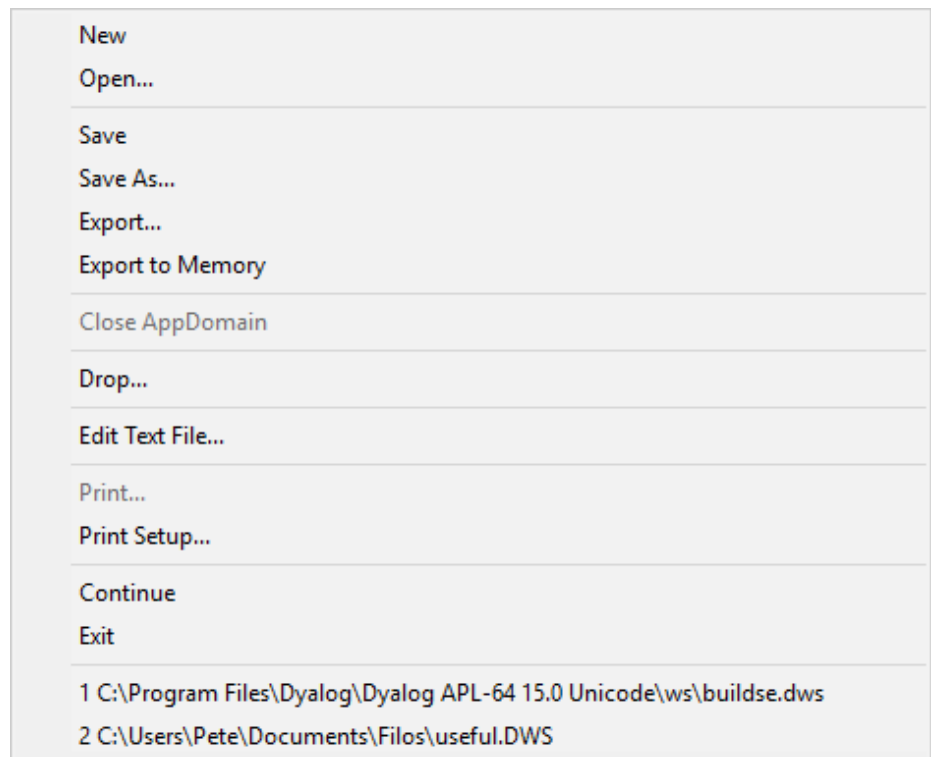 New
Open...
Save
Save As...
Export...
Export to Memory
Close AppDomain
Drop...
Edit Text File...
Print...
Print Setup...
Continue
Exit
1 C:\Program Files\Dyalog\Dyalog APL-64 15.0 Unicode\ws\buildse.dws
2 C:\Users\Pete\Documents\Filos\useful.DWS